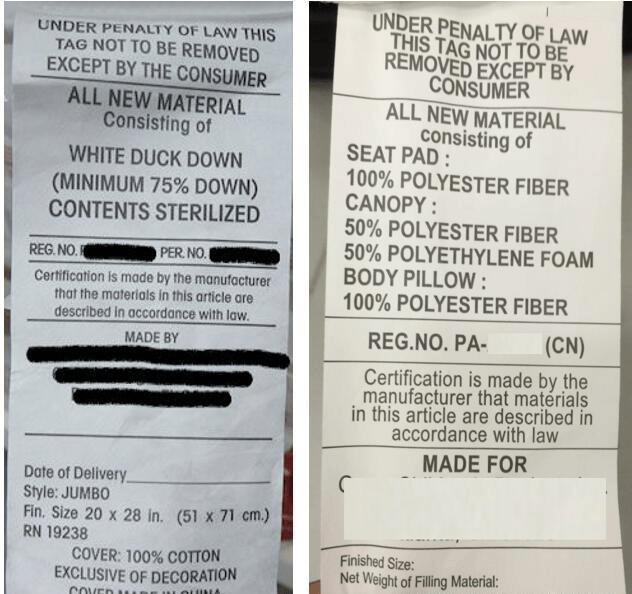 UNDER PENALTY OF LAW THIS
TAG NOT TO BE REMOVED
EXCEPT BY THE CONSUMER
ALL NEW MATERIAL
Consisting of
WHITE DUCK DOWN
(MINIMUM 75% DOWN)
CONTENTS STERILIZED
REG. NO. PER. NO.
Certification is made by the manufacturer
that the materials in this article are
described in accordance with law.
MADE BY
Date of Delivery
Style: JUMBO
Fin. Size 20 x 28 in. (51 x 71 cm.)
RN 19238
COVER: 100% COTTON
EXCLUSIVE OF DECORATION
COVER MADE IN CHINA
UNDER PENALTY OF LAW
THIS TAG NOT TO BE
REMOVED EXCEPT BY
CONSUMER
ALL NEW MATERIAL
consisting of
SEAT PAD :
100% POLYESTER FIBER
CANOPY :
50% POLYESTER FIBER
50% POLYETHYLENE FOAM
BODY PILLOW :
100% POLYESTER FIBER
REG.NO. PA- (CN)
Certification is made by the
manufacturer that materials
in this article are described in
accordance with law
MADE FOR
Finished Size:
Net Weight of Filling Material: